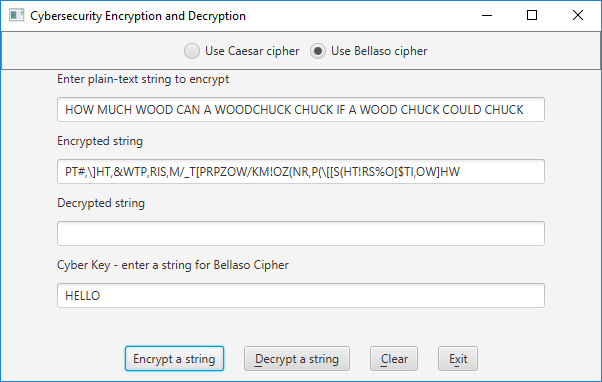 Cybersecurity Encryption and Decryption
Use Caesar cipher Use Bellaso cipher
Enter plain-text string to encrypt
HOW MUCH WOOD CAN A WOODCHUCK CHUCK IF A WOOD CHUCK COULD CHUCK
Encrypted string
PT#,\]HT,&WTP,RIS,M/_T[PRPZOW/KM!OZ(NR,P(\[[S(HT!RS%O[$TI,OW]HW
Decrypted string
Cyber Key - enter a string for Bellaso Cipher
HELLO
Encrypt a string Decrypt a string Clear Exit